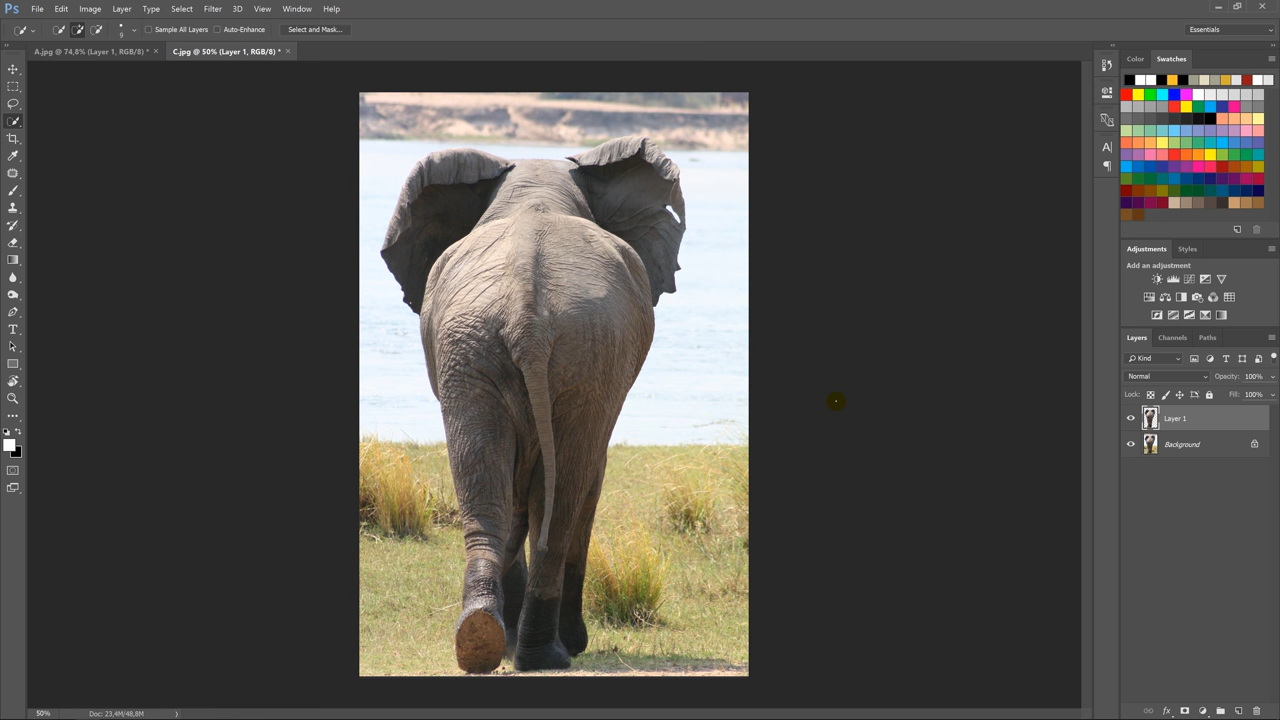 Ps File Edit Image Layer Type Select Filter 3D View Window Help
9 Sample All Layers Auto-Enhance Select and Mask... Essentials
A.jpg @ 74,8% (Layer 1, RGB/8) * × C.jpg @ 50% (Layer 1, RGB/8) * ×
Color Swatches
Adjustments Styles
Add an adjustment
Layers Channels Paths
Kind
Normal Opacity: 100%
Lock: Fill: 100%
Layer 1
Background
50% Doc: 23,4M/48,8M